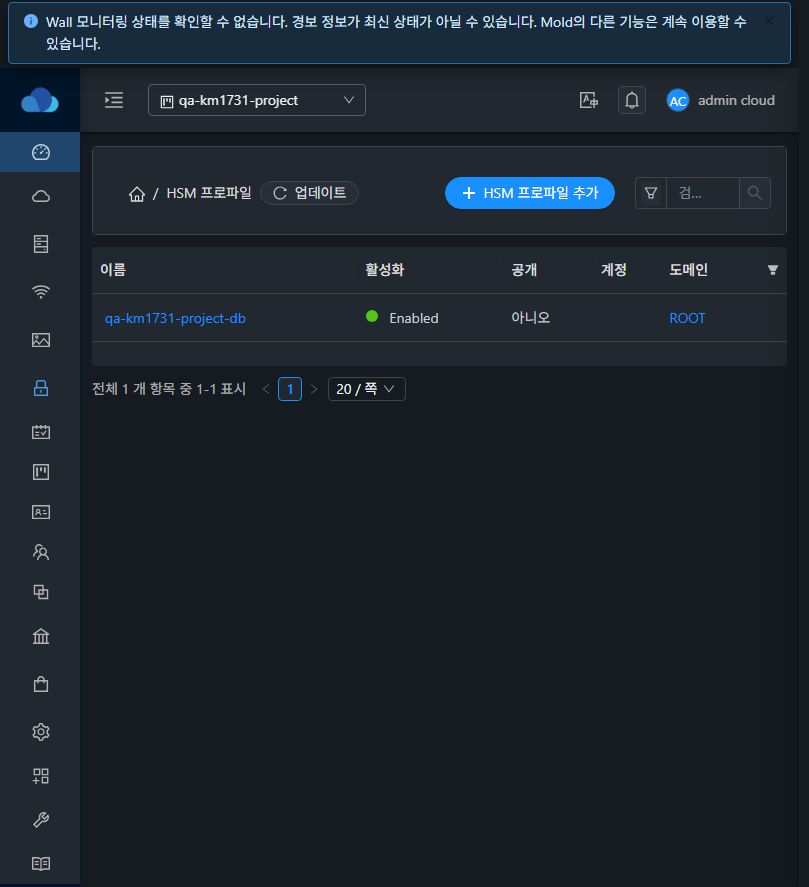 Wall 모니터링 상태를 확인할 수 없습니다. 경보 정보가 최신 상태가 아닐 수 있습니다. Mold의 다른 기능은 계속 이용할 수
있습니다.
qa-km1731-project
AC admin cloud
/ HSM 프로파일 업데이트 + HSM 프로파일 추가 검...
이름 활성화 공개 계정 도메인
qa-km1731-project-db Enabled 아니오 ROOT
전체 1 개 항목 중 1-1 표시 < 1 > 20 / 쪽